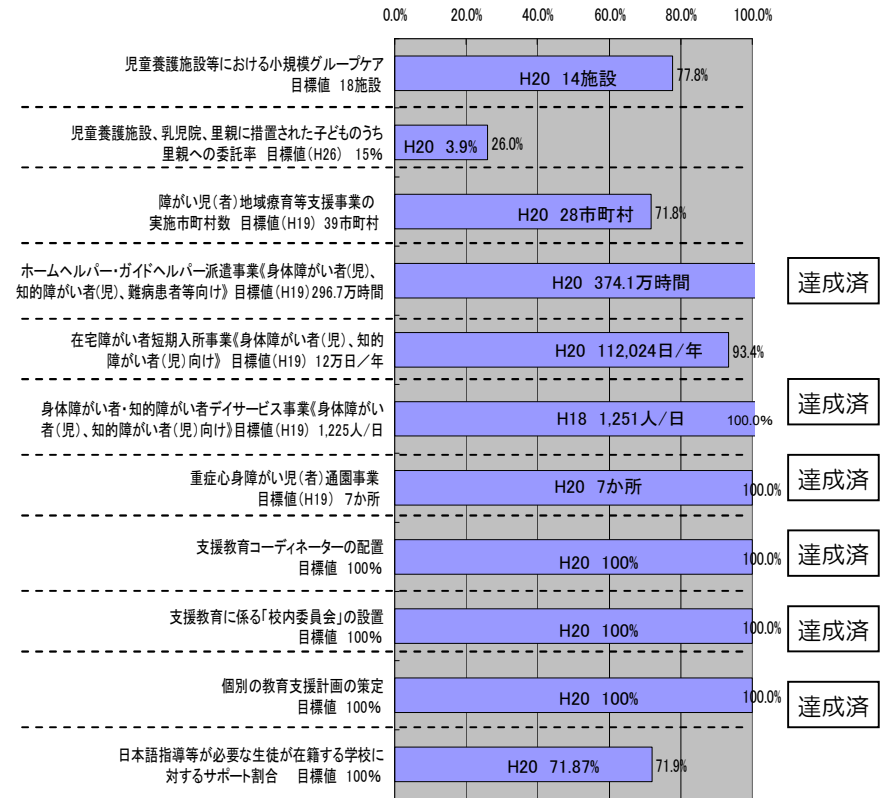 0.0% 20.0% 40.0% 60.0% 80.0% 100.0%
児童養護施設等における小規模グループケア
目標値 18施設
H20 14施設
77.8%
児童養護施設、乳児院、里親に措置された子どものうち
里親への委託率 目標値(H26) 15%
H20 3.9%
26.0%
障がい児(者)地域療育等支援事業の
実施市町村数 目標値(H19) 39市町村
H20 28市町村
71.8%
ホームヘルパー・ガイドヘルパー派遣事業《身体障がい者(児)、
知的障がい者(児)、難病患者等向け》 目標値(H19)296.7万時間
H20 374.1万時間
達成済
在宅障がい者短期入所事業《身体障がい者(児)、知的
障がい者(児)向け》 目標値(H19) 12万日/年
H20 112,024日/年
93.4%
身体障がい者・知的障がい者デイサービス事業《身体障がい
者(児)、知的障がい者(児)向け》目標値(H19) 1,225人/日
H18 1,251人/日
100.0%
達成済
重症心身障がい児(者)通園事業
目標値(H19) 7か所
H20 7か所
100.0%
達成済
支援教育コーディネーターの配置
目標値 100%
H20 100%
100.0%
達成済
支援教育に係る「校内委員会」の設置
目標値 100%
H20 100%
100.0%
達成済
個別の教育支援計画の策定
目標値 100%
H20 100%
100.0%
達成済
日本語指導等が必要な生徒が在籍する学校に
対するサポート割合 目標値 100%
H20 71.87%
71.9%